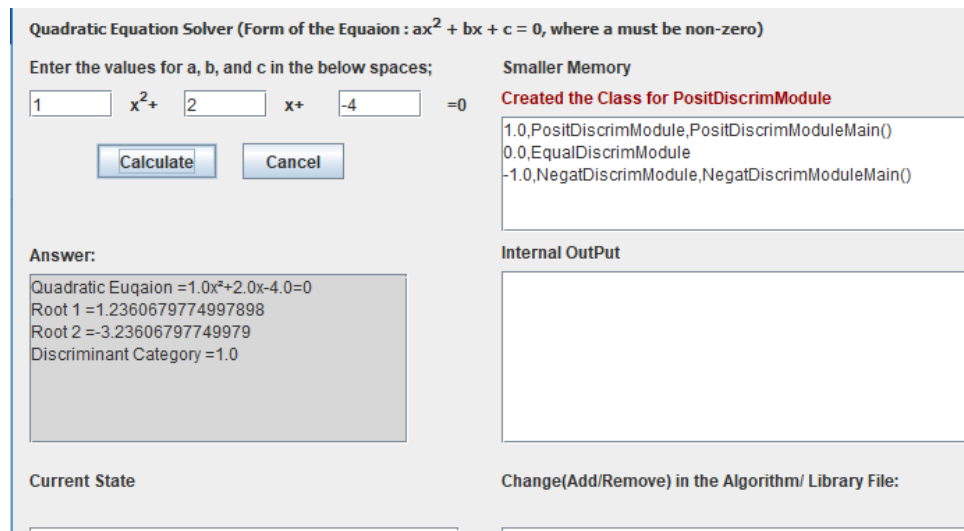 Quadratic Equation Solver (Form of the Equaion : ax² + bx + c = 0, where a must be non-zero)
Enter the values for a, b, and c in the below spaces;
1 x²+ 2 x+ -4 =0
Calculate Cancel
Answer:
Quadratic Euqaion =1.0x²+2.0x-4.0=0
Root 1 =1.2360679774997898
Root 2 =-3.23606797749979
Discriminant Category =1.0
Current State
Smaller Memory
Created the Class for PositDiscrimModule
1.0,PositDiscrimModule,PositDiscrimModuleMain()
0.0,EqualDiscrimModule
-1.0,NegatDiscrimModule,NegatDiscrimModuleMain()
Internal OutPut
Change(Add/Remove) in the Algorithm/ Library File: